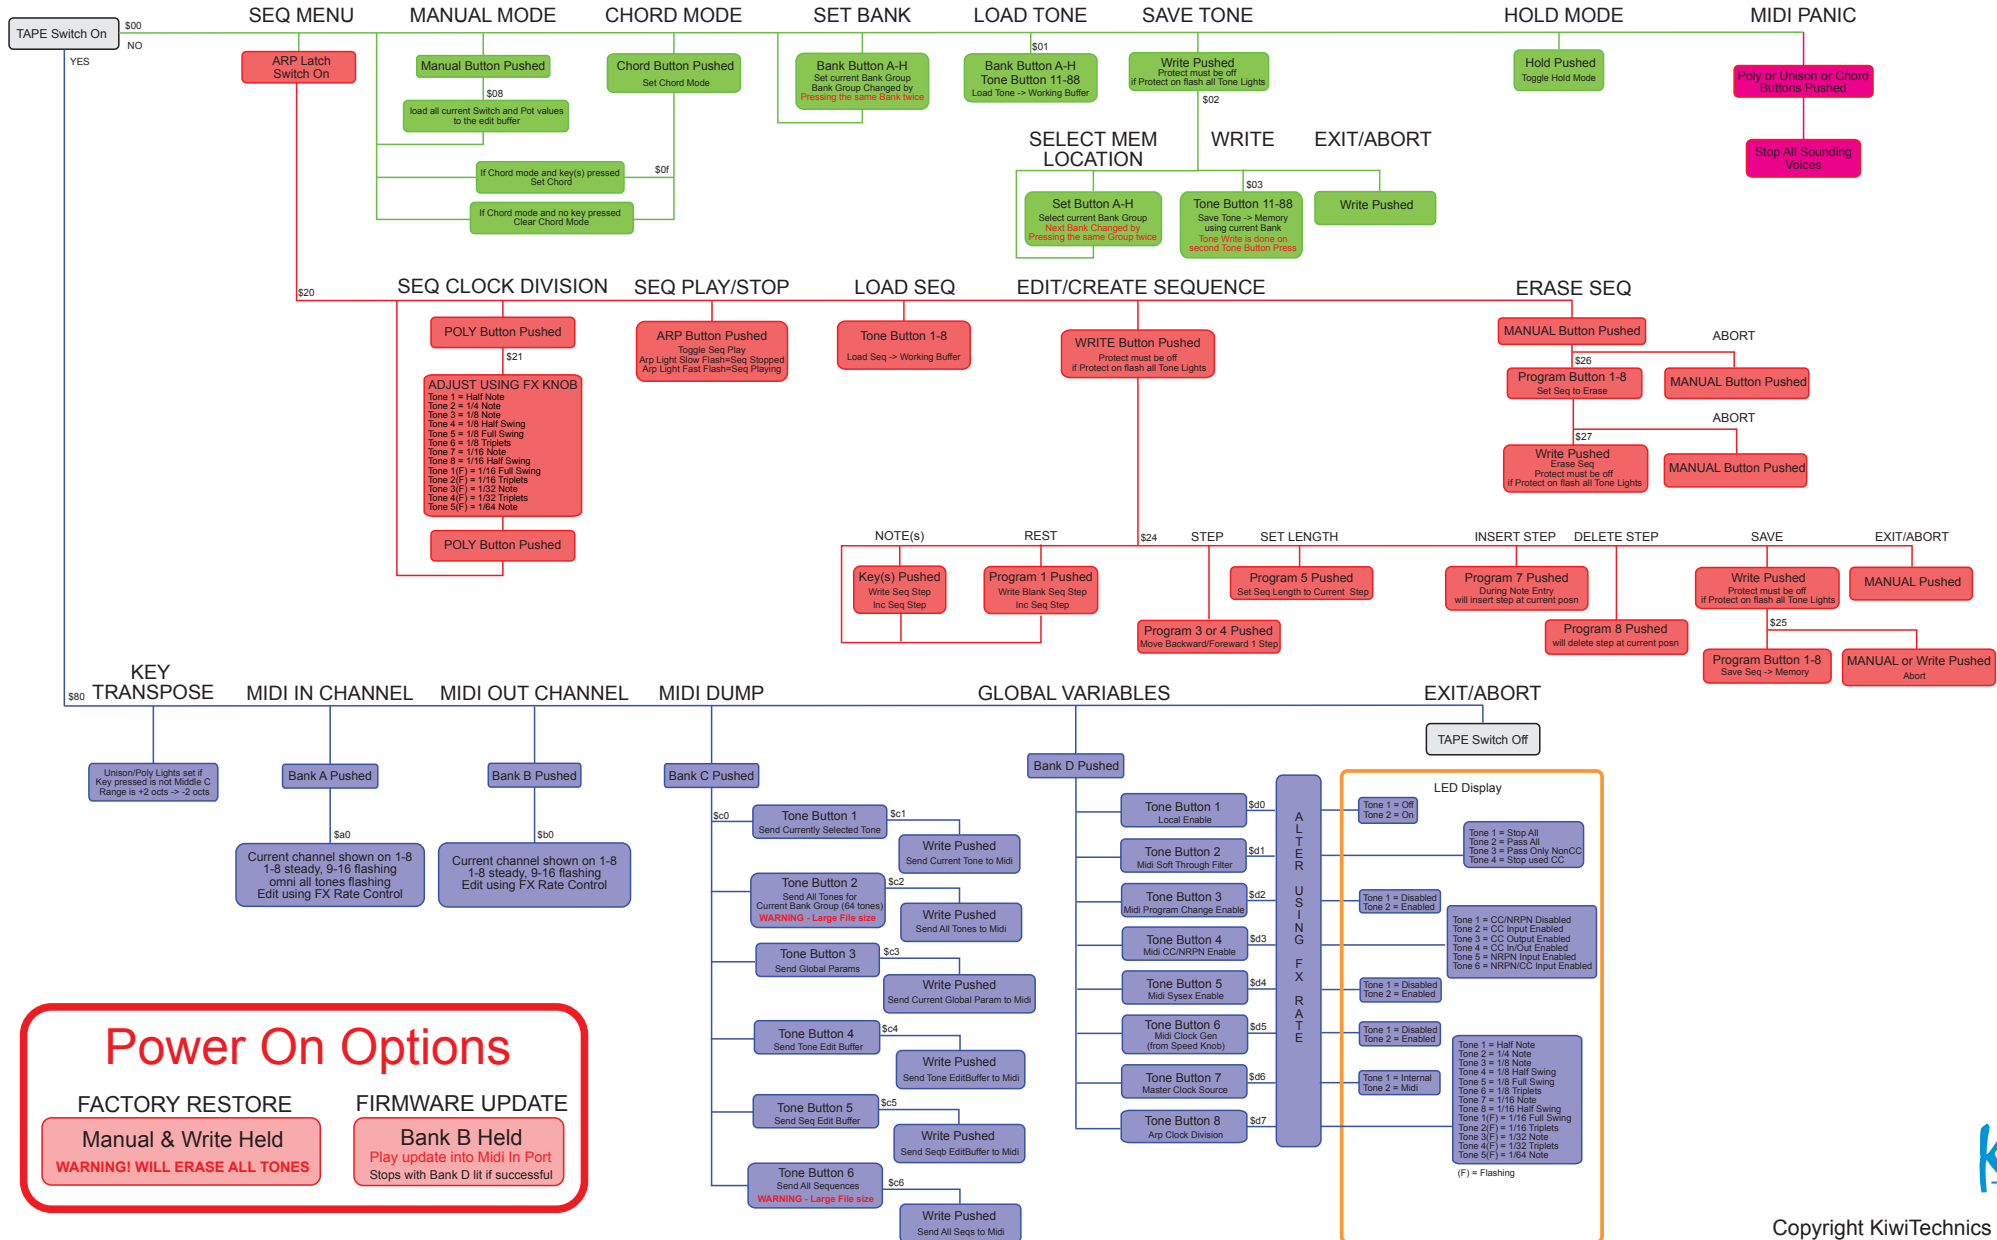 SEQ MENU
MANUAL MODE
CHORD MODE
SET BANK
LOAD TONE
SAVE TONE
HOLD MODE
MIDI PANIC
TAPE Switch On
$00
NO
YES
ARP Latch
Switch On
Manual Button Pushed
$08
load all current Switch and Pot values
to the edit buffer
Chord Button Pushed
Set Chord Mode
$0f
If Chord mode and key(s) pressed
Set Chord
If Chord mode and no key pressed
Clear Chord Mode
Bank Button A-H
Set current Bank Group
Bank Group Changed by
Pressing the same Bank twice
$01
Bank Button A-H
Tone Button 11-88
Load Tone -> Working Buffer
Write Pushed
Protect must be off
if Protect on flash all Tone Lights
$02
Hold Pushed
Toggle Hold Mode
Poly or Unison or Chord
Buttons Pushed
Stop All Sounding
Voices
SELECT MEM
LOCATION
WRITE
EXIT/ABORT
Set Button A-H
Select current Bank Group
Next Bank Changed by
Pressing the same Group twice
$03
Tone Button 11-88
Save Tone -> Memory
using current Bank
Tone Write is done on
second Tone Button Press
Write Pushed
$20
SEQ CLOCK DIVISION
SEQ PLAY/STOP
LOAD SEQ
EDIT/CREATE SEQUENCE
ERASE SEQ
POLY Button Pushed
$21
ADJUST USING FX KNOB
Tone 1 = Half Note
Tone 2 = 1/4 Note
Tone 3 = 1/8 Note
Tone 4 = 1/8 Half Swing
Tone 5 = 1/8 Full Swing
Tone 6 = 1/8 Triplets
Tone 7 = 1/16 Note
Tone 8 = 1/16 Half Swing
Tone 1(F) = 1/16 Full Swing
Tone 2(F) = 1/16 Triplets
Tone 3(F) = 1/32 Note
Tone 4(F) = 1/32 Triplets
Tone 5(F) = 1/64 Note
POLY Button Pushed
ARP Button Pushed
Toggle Seq Play
Arp Light Slow Flash=Seq Stopped
Arp Light Fast Flash=Seq Playing
Tone Button 1-8
Load Seq -> Working Buffer
WRITE Button Pushed
Protect must be off
if Protect on flash all Tone Lights
MANUAL Button Pushed
ABORT
$26
Program Button 1-8
Set Seq to Erase
MANUAL Button Pushed
ABORT
$27
Write Pushed
Erase Seq
Protect must be off
if Protect on flash all Tone Lights
MANUAL Button Pushed
NOTE(s)
REST
$24
STEP
SET LENGTH
INSERT STEP
DELETE STEP
SAVE
EXIT/ABORT
Key(s) Pushed
Write Seq Step
Inc Seq Step
Program 1 Pushed
Write Blank Seq Step
Inc Seq Step
Program 3 or 4 Pushed
Move Backward/Foreward 1 Step
Program 5 Pushed
Set Seq Length to Current Step
Program 7 Pushed
During Note Entry
will insert step at current posn
Program 8 Pushed
will delete step at current posn
Write Pushed
Protect must be off
if Protect on flash all Tone Lights
$25
Program Button 1-8
Save Seq -> Memory
MANUAL or Write Pushed
Abort
MANUAL Pushed
$80
KEY
TRANSPOSE
MIDI IN CHANNEL
MIDI OUT CHANNEL
MIDI DUMP
GLOBAL VARIABLES
EXIT/ABORT
Unison/Poly Lights set if
Key pressed is not Middle C
Range is +2 octs -> -2 octs
Bank A Pushed
$a0
Current channel shown on 1-8
1-8 steady, 9-16 flashing
omni all tones flashing
Edit using FX Rate Control
Bank B Pushed
$b0
Current channel shown on 1-8
1-8 steady, 9-16 flashing
Edit using FX Rate Control
Bank C Pushed
$c0
Tone Button 1
Send Currently Selected Tone
$c1
Write Pushed
Send Current Tone to Midi
Tone Button 2
Send All Tones for
Current Bank Group (64 tones)
WARNING - Large File size
$c2
Write Pushed
Send All Tones to Midi
Tone Button 3
Send Global Params
$c3
Write Pushed
Send Current Global Param to Midi
Tone Button 4
Send Tone Edit Buffer
$c4
Write Pushed
Send Tone EditBuffer to Midi
Tone Button 5
Send Seq Edit Buffer
$c5
Write Pushed
Send Seqb EditBuffer to Midi
Tone Button 6
Send All Sequences
WARNING - Large File size
$c6
Write Pushed
Send All Seqs to Midi
Bank D Pushed
Tone Button 1
Local Enable
$d0
Tone Button 2
Midi Soft Through Filter
$d1
Tone Button 3
Midi Program Change Enable
$d2
Tone Button 4
Midi CC/NRPN Enable
$d3
Tone Button 5
Midi Sysex Enable
$d4
Tone Button 6
Midi Clock Gen
(from Speed Knob)
$d5
Tone Button 7
Master Clock Source
$d6
Tone Button 8
Arp Clock Division
$d7
ALTER USING FX RATE
TAPE Switch Off
LED Display
Tone 1 = Off
Tone 2 = On
Tone 1 = Stop All
Tone 2 = Pass All
Tone 3 = Pass Only NonCC
Tone 4 = Stop used CC
Tone 1 = Disabled
Tone 2 = Enabled
Tone 1 = CC/NRPN Disabled
Tone 2 = CC Input Enabled
Tone 3 = CC Output Enabled
Tone 4 = CC In/Out Enabled
Tone 5 = NRPN Input Enabled
Tone 6 = NRPN/CC Input Enabled
Tone 1 = Disabled
Tone 2 = Enabled
Tone 1 = Disabled
Tone 2 = Enabled
Tone 1 = Internal
Tone 2 = Midi
Tone 1 = Half Note
Tone 2 = 1/4 Note
Tone 3 = 1/8 Note
Tone 4 = 1/8 Half Swing
Tone 5 = 1/8 Full Swing
Tone 6 = 1/8 Triplets
Tone 7 = 1/16 Note
Tone 8 = 1/16 Half Swing
Tone 1(F) = 1/16 Full Swing
Tone 2(F) = 1/16 Triplets
Tone 3(F) = 1/32 Note
Tone 4(F) = 1/32 Triplets
Tone 5(F) = 1/64 Note
(F) = Flashing
Power On Options
FACTORY RESTORE
Manual & Write Held
WARNING! WILL ERASE ALL TONES
FIRMWARE UPDATE
Bank B Held
Play update into Midi In Port
Stops with Bank D lit if successful
Copyright KiwiTechnics